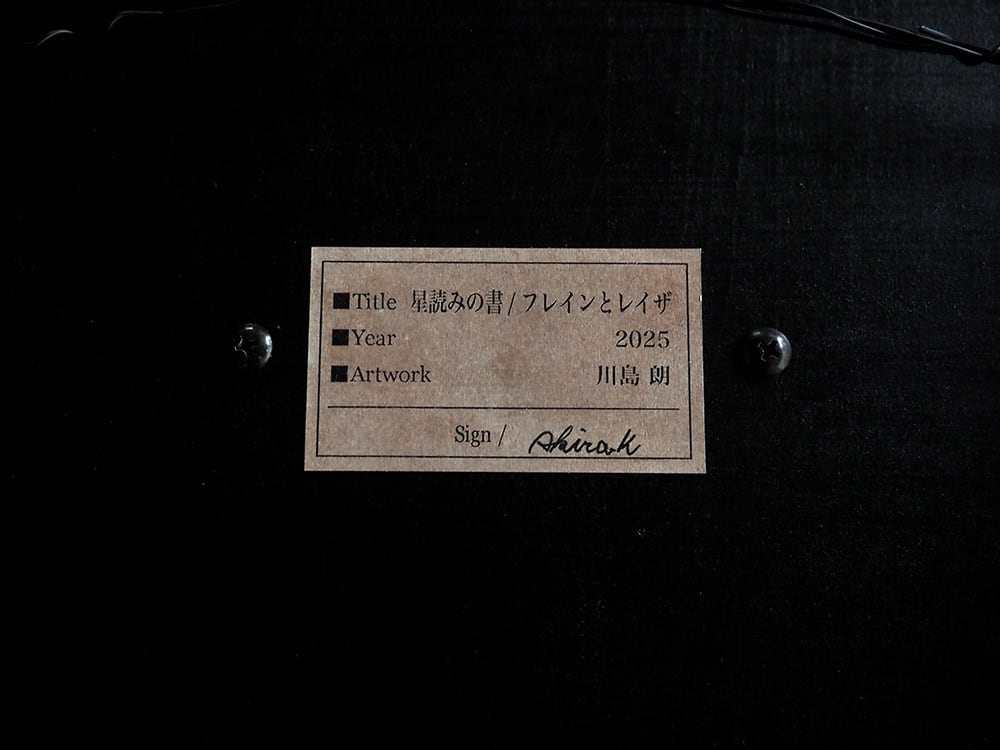 ■Title 星読みの書/フレインとレイザ
■Year 2025
■Artwork 川島 朗
Sign / Akira.K